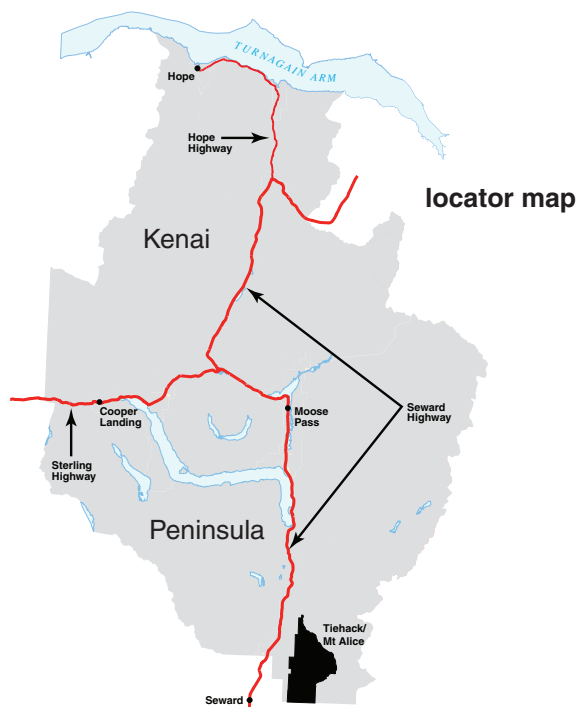 TURNAGAIN ARM
Hope
Hope
Highway
locator map
Kenai
Cooper
Landing
Moose
Pass
Seward
Highway
Sterling
Highway
Peninsula
Tiehack/
Mt Alice
Seward